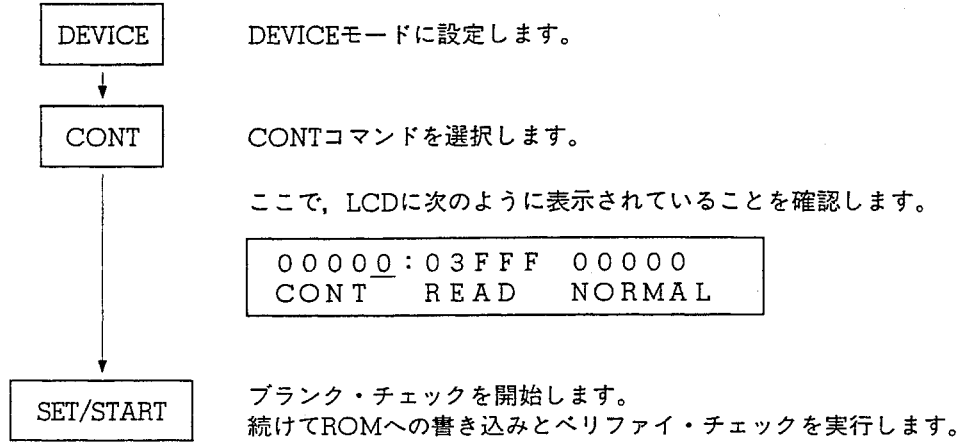 DEVICE DEVICEモードに設定します。
CONT CONTコマンドを選択します。
ここで，LCDに次のように表示されていることを確認します。
00000:03FFF 00000
CONT READ NORMAL
SET/START ブランク・チェックを開始します。
続けてROMへの書き込みとベリファイ・チェックを実行します。